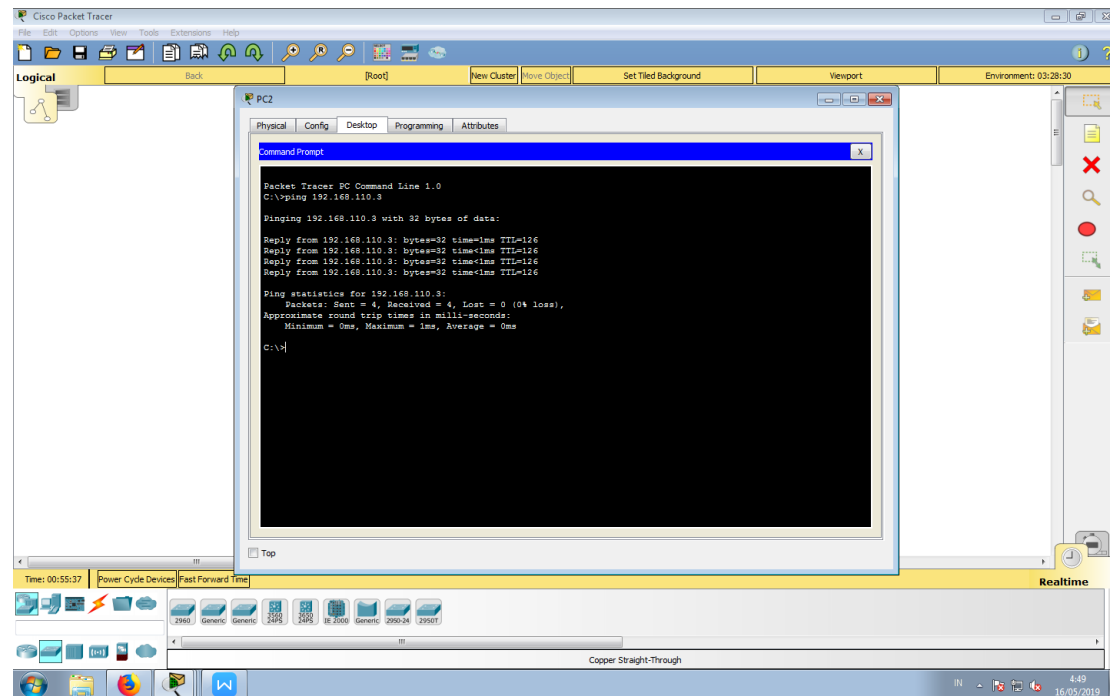 Cisco Packet Tracer
File Edit Options View Tools Extensions Help
Logical Back [Root] New Cluster Move Object Set Tiled Background Viewport Environment: 03:28:30
PC2
Physical Config Desktop Programming Attributes
Command Prompt X
Packet Tracer PC Command Line 1.0
C:\>ping 192.168.110.3
Pinging 192.168.110.3 with 32 bytes of data:
Reply from 192.168.110.3: bytes=32 time=1ms TTL=126
Reply from 192.168.110.3: bytes=32 time<1ms TTL=126
Reply from 192.168.110.3: bytes=32 time<1ms TTL=126
Reply from 192.168.110.3: bytes=32 time<1ms TTL=126
Ping statistics for 192.168.110.3:
Packets: Sent = 4, Received = 4, Lost = 0 (0% loss),
Approximate round trip times in milli-seconds:
Minimum = 0ms, Maximum = 1ms, Average = 0ms
C:\>
Top
Time: 00:55:37 Power Cycle Devices Fast Forward Time Realtime
2960 Generic Generic 3560 24PS 3650 24PS IE 2000 Generic 2950-24 2950T
Copper Straight-Through
IN 4:49
16/05/2019